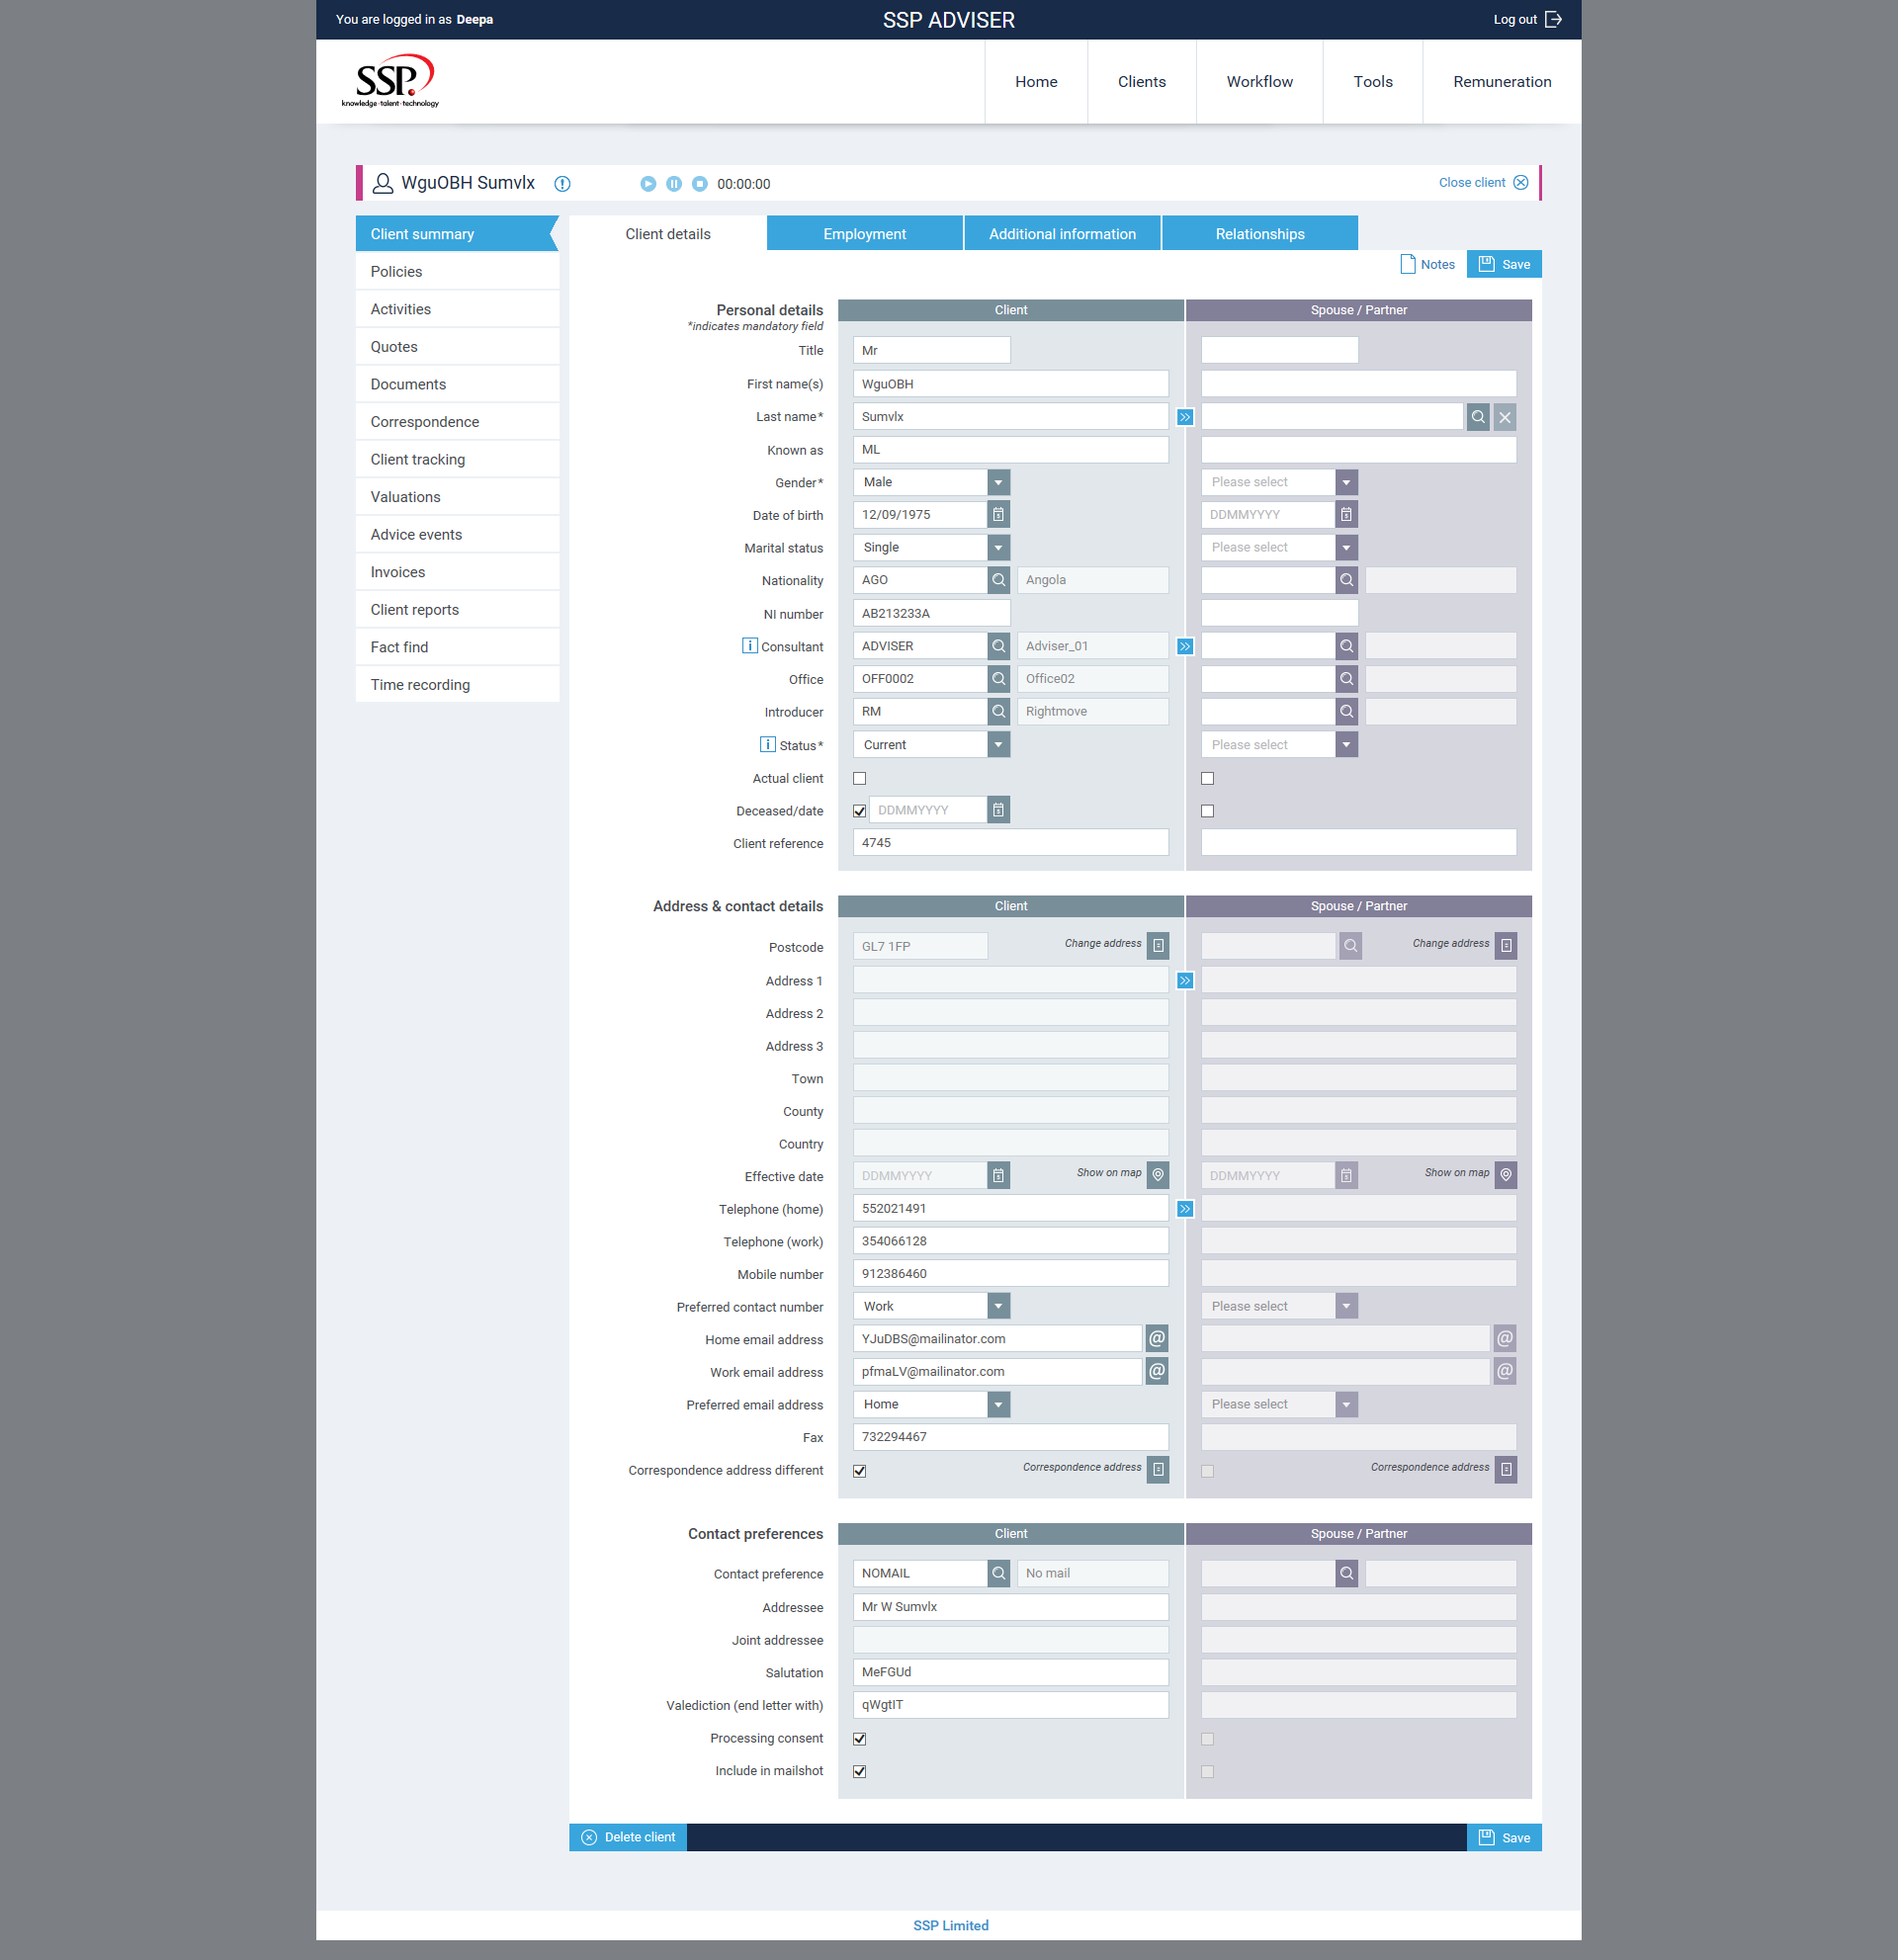 You are logged in as Deepa SSP ADVISER Log out
SSP
knowledge·talent·technology
Home Clients Workflow Tools Remuneration
WguOBH Sumvlx 00:00:00 Close client
Client summary Client details Employment Additional information Relationships
Notes Save
Policies
Activities
Quotes
Documents
Correspondence
Client tracking
Valuations
Advice events
Invoices
Client reports
Fact find
Time recording
Personal details Client Spouse / Partner
*indicates mandatory field
Title Mr
First name(s) WguOBH
Last name* Sumvlx
Known as ML
Gender* Male Please select
Date of birth 12/09/1975 DDMMYYYY
Marital status Single Please select
Nationality AGO Angola
NI number AB213233A
Consultant ADVISER Adviser_01
Office OFF0002 Office02
Introducer RM Rightmove
Status* Current Please select
Actual client
Deceased/date DDMMYYYY
Client reference 4745
Address & contact details Client Spouse / Partner
Postcode GL7 1FP Change address Change address
Address 1
Address 2
Address 3
Town
County
Country
Effective date DDMMYYYY Show on map DDMMYYYY Show on map
Telephone (home) 552021491
Telephone (work) 354066128
Mobile number 912386460
Preferred contact number Work Please select
Home email address YJuDBS@mailinator.com @ @
Work email address pfmaLV@mailinator.com @ @
Preferred email address Home Please select
Fax 732294467
Correspondence address different Correspondence address Correspondence address
Contact preferences Client Spouse / Partner
Contact preference NOMAIL No mail
Addressee Mr W Sumvlx
Joint addressee
Salutation MeFGUd
Valediction (end letter with) qWgtIT
Processing consent
Include in mailshot
Delete client Save
SSP Limited